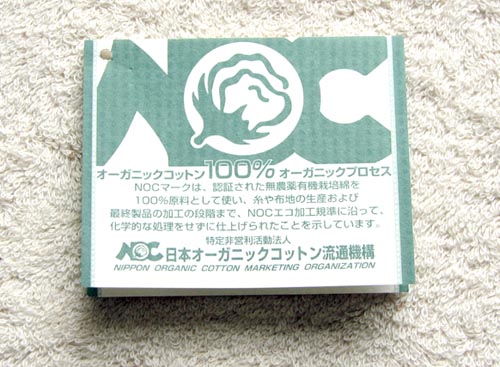 NOC
オーガニックコットン100%オーガニックプロセス
NOCマークは、認証された無農薬有機栽培綿を
100%原料として使い、糸や布地の生産および
最終製品の加工の段階まで、NOCエコ加工規準に沿って、
化学的な処理をせずに仕上げられたことを示しています。
特定非営利活動法人
NOC 日本オーガニックコットン流通機構
NIPPON ORGANIC COTTON MARKETING ORGANIZATION